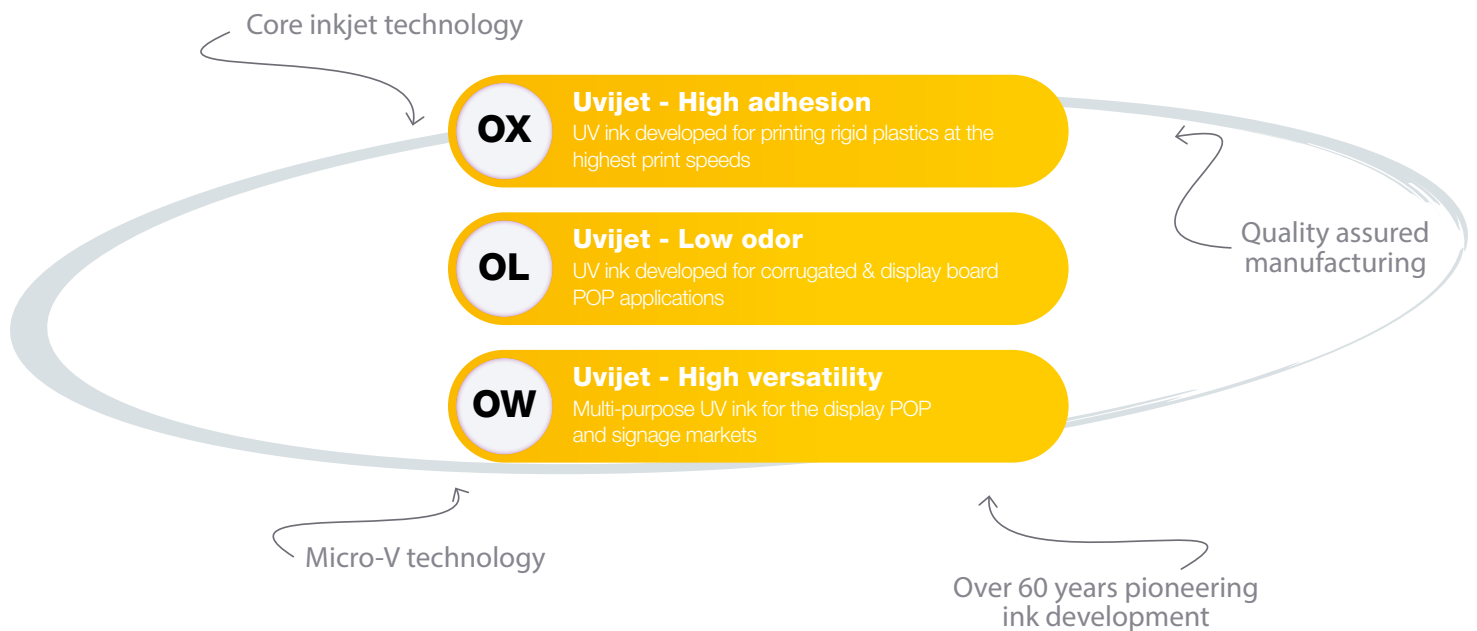 Core inkjet technology
OX
Uvijet - High adhesion
UV ink developed for printing rigid plastics at the
highest print speeds
OL
Uvijet - Low odor
UV ink developed for corrugated & display board
POP applications
Quality assured
manufacturing
OW
Uvijet - High versatility
Multi-purpose UV ink for the display POP
and signage markets
Micro-V technology
Over 60 years pioneering
ink development